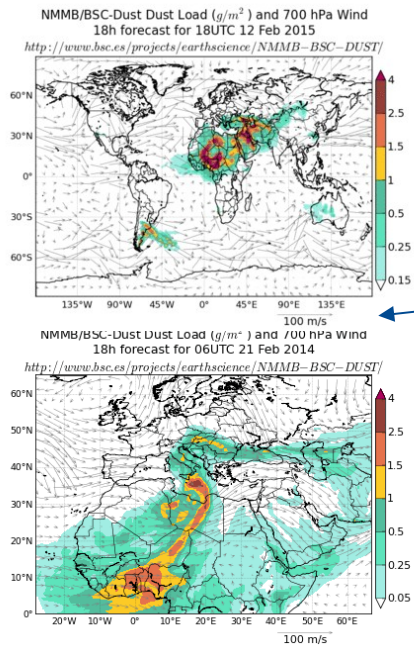 NMMB/BSC-Dust Dust Load (g/m²) and 700 hPa Wind
18h forecast for 18UTC 12 Feb 2015
http://www.bsc.es/projects/earthscience/NMMB-BSC-DUST/
60°N
30°N
0°
30°S
60°S
135°W 90°W 45°W 0°E 45°E 90°E 135°E
4
2.5
1.5
1
0.5
0.25
0.15
100 m/s
NMMB/BSC-Dust Dust Load (g/m²) and 700 hPa Wind
18h forecast for 06UTC 21 Feb 2014
http://www.bsc.es/projects/earthscience/NMMB-BSC-DUST/
60°N
50°N
40°N
30°N
20°N
10°N
0°
20°W 10°W 0°E 10°E 20°E 30°E 40°E 50°E 60°E
4
2.5
1.5
1
0.5
0.2
0.05
100 m/s